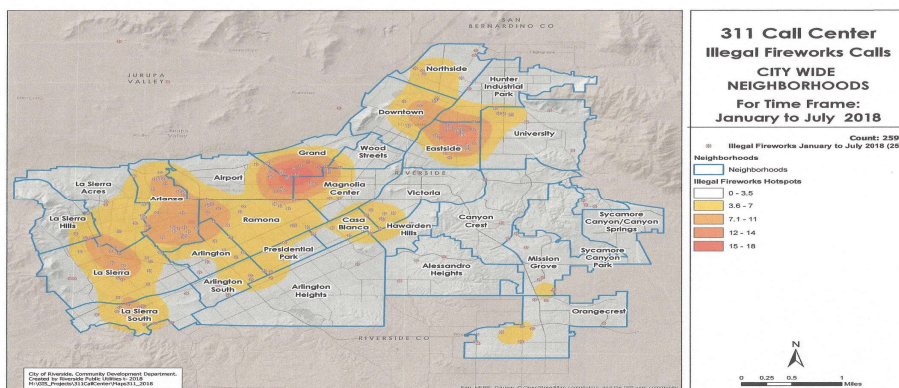 SAN
BERNARDINO CO
JURUPA
VALLEY
Northside
Hunter
Industrial
Park
Downtown
University
Eastside
Wood
Streets
Grand
Airport
RIVERSIDE
Magnolia
Center
La Sierra
Acres
Arlanza
Victoria
La Sierra
Hills
Ramona
Casa
Blanca
Hawarden
Hills
Canyon
Crest
Sycamore
Canyon/Canyon
Springs
Presidential
Park
Arlington
La Sierra
Alessandro
Heights
Mission
Grove
Sycamore
Canyon
Park
Arlington
South
Arlington
Heights
La Sierra
South
Orangecrest
RIVERSIDE CO
City of Riverside, Community Development Department.
Created by Riverside Public Utilities t- 2018
M:\GIS_Projects\311CallCenter\Maps311_2018
311 Call Center
Illegal Fireworks Calls
CITY WIDE
NEIGHBORHOODS
For Time Frame:
January to July 2018
Count: 259
Illegal Fireworks January to July 2018 (25
Neighborhoods
Neighborhoods
Illegal Fireworks Hotspots
0 - 3.5
3.6 - 7
7.1 - 11
12 - 14
15 - 18
N
0 0.25 0.5 1
Miles